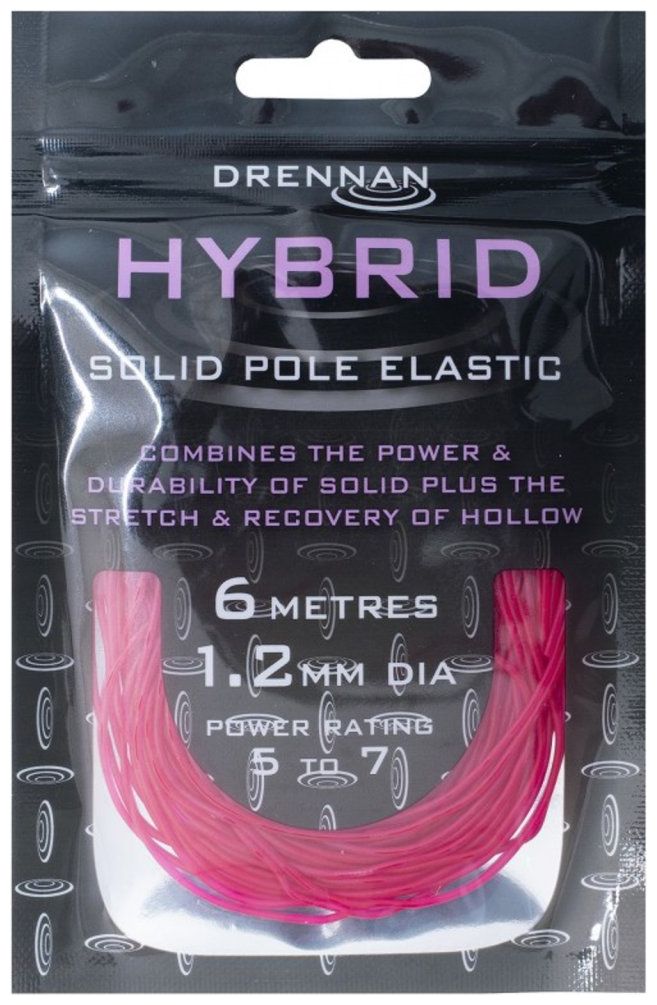 DRENNAN
HYBRID
SOLID POLE ELASTIC
COMBINES THE POWER &
DURABILITY OF SOLID PLUS THE
STRETCH & RECOVERY OF HOLLOW
6 METRES
1.2MM DIA
POWER RATING
5 TO 7